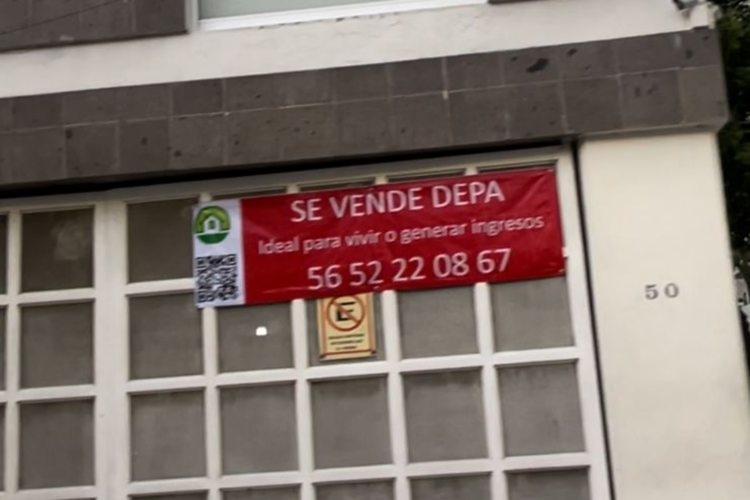 SE VENDE DEPA
Ideal para vivir o generar ingresos
56 52 22 08 67
E
50